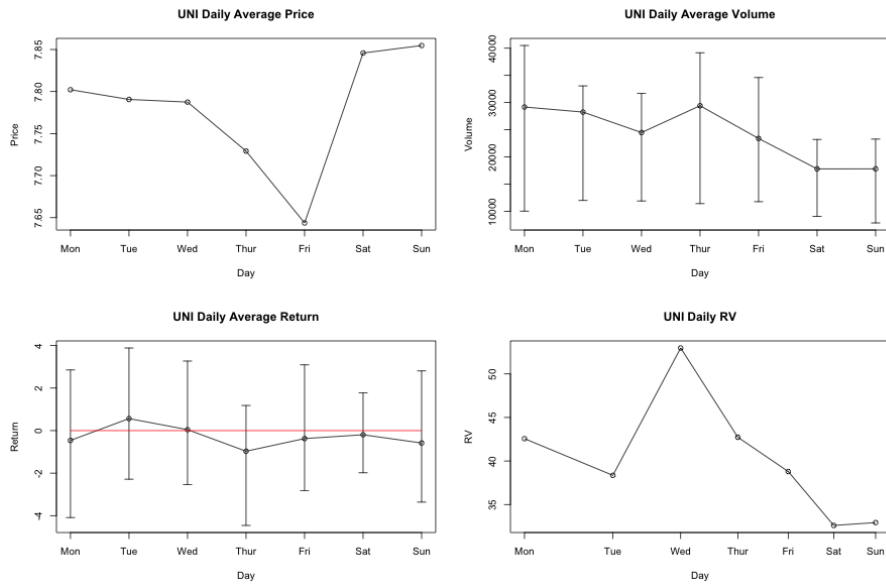 UNI Daily Average Price
Price
7.85
7.80
7.75
7.70
7.65
Mon Tue Wed Thur Fri Sat Sun
Day
UNI Daily Average Volume
Volume
40000
30000
20000
10000
Mon Tue Wed Thur Fri Sat Sun
Day
UNI Daily Average Return
Return
4
2
0
-2
-4
Mon Tue Wed Thur Fri Sat Sun
Day
UNI Daily RV
RV
50
45
40
35
Mon Tue Wed Thur Fri Sat Sun
Day